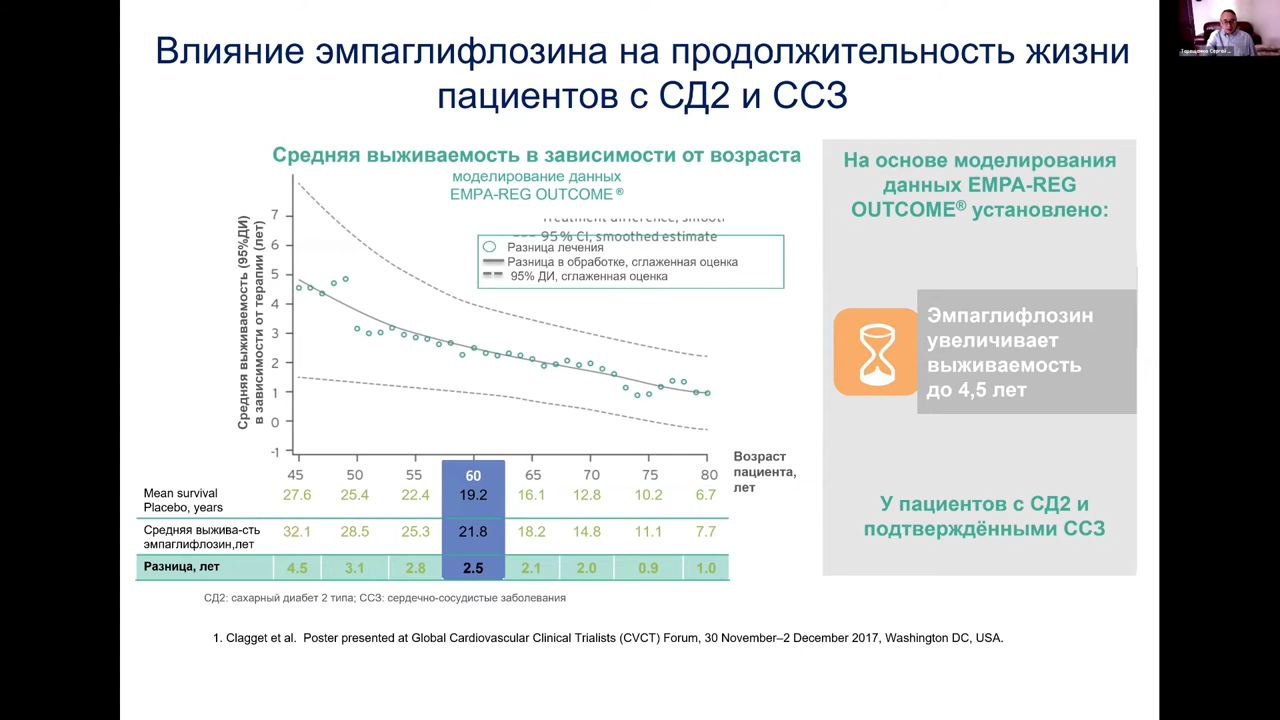 Влияние эмпаглифлозина на продолжительность жизни
пациентов с СД2 и ССЗ
Средняя выживаемость в зависимости от возраста
моделирование данных
EMPA-REG OUTCOME ®
Средняя выживаемость (95%ДИ)
в зависимости от терапии (лет)
95% CI, smoothed estimate
Разница лечения
Разница в обработке, сглаженная оценка
95% ДИ, сглаженная оценка
7
6
5
4
3
2
1
0
-1
45 50 55 60 65 70 75 80
Возраст
пациента,
лет
Mean survival
Placebo, years
27.6 25.4 22.4 19.2 16.1 12.8 10.2 6.7
Средняя выжива-сть
эмпаглифлозин,лет
32.1 28.5 25.3 21.8 18.2 14.8 11.1 7.7
Разница, лет 4.5 3.1 2.8 2.5 2.1 2.0 0.9 1.0
СД2: сахарный диабет 2 типа; ССЗ: сердечно-сосудистые заболевания
1. Clagget et al. Poster presented at Global Cardiovascular Clinical Trialists (CVCT) Forum, 30 November–2 December 2017, Washington DC, USA.
На основе моделирования
данных EMPA-REG
OUTCOME® установлено:
Эмпаглифлозин
увеличивает
выживаемость
до 4,5 лет
У пациентов с СД2 и
подтверждёнными ССЗ